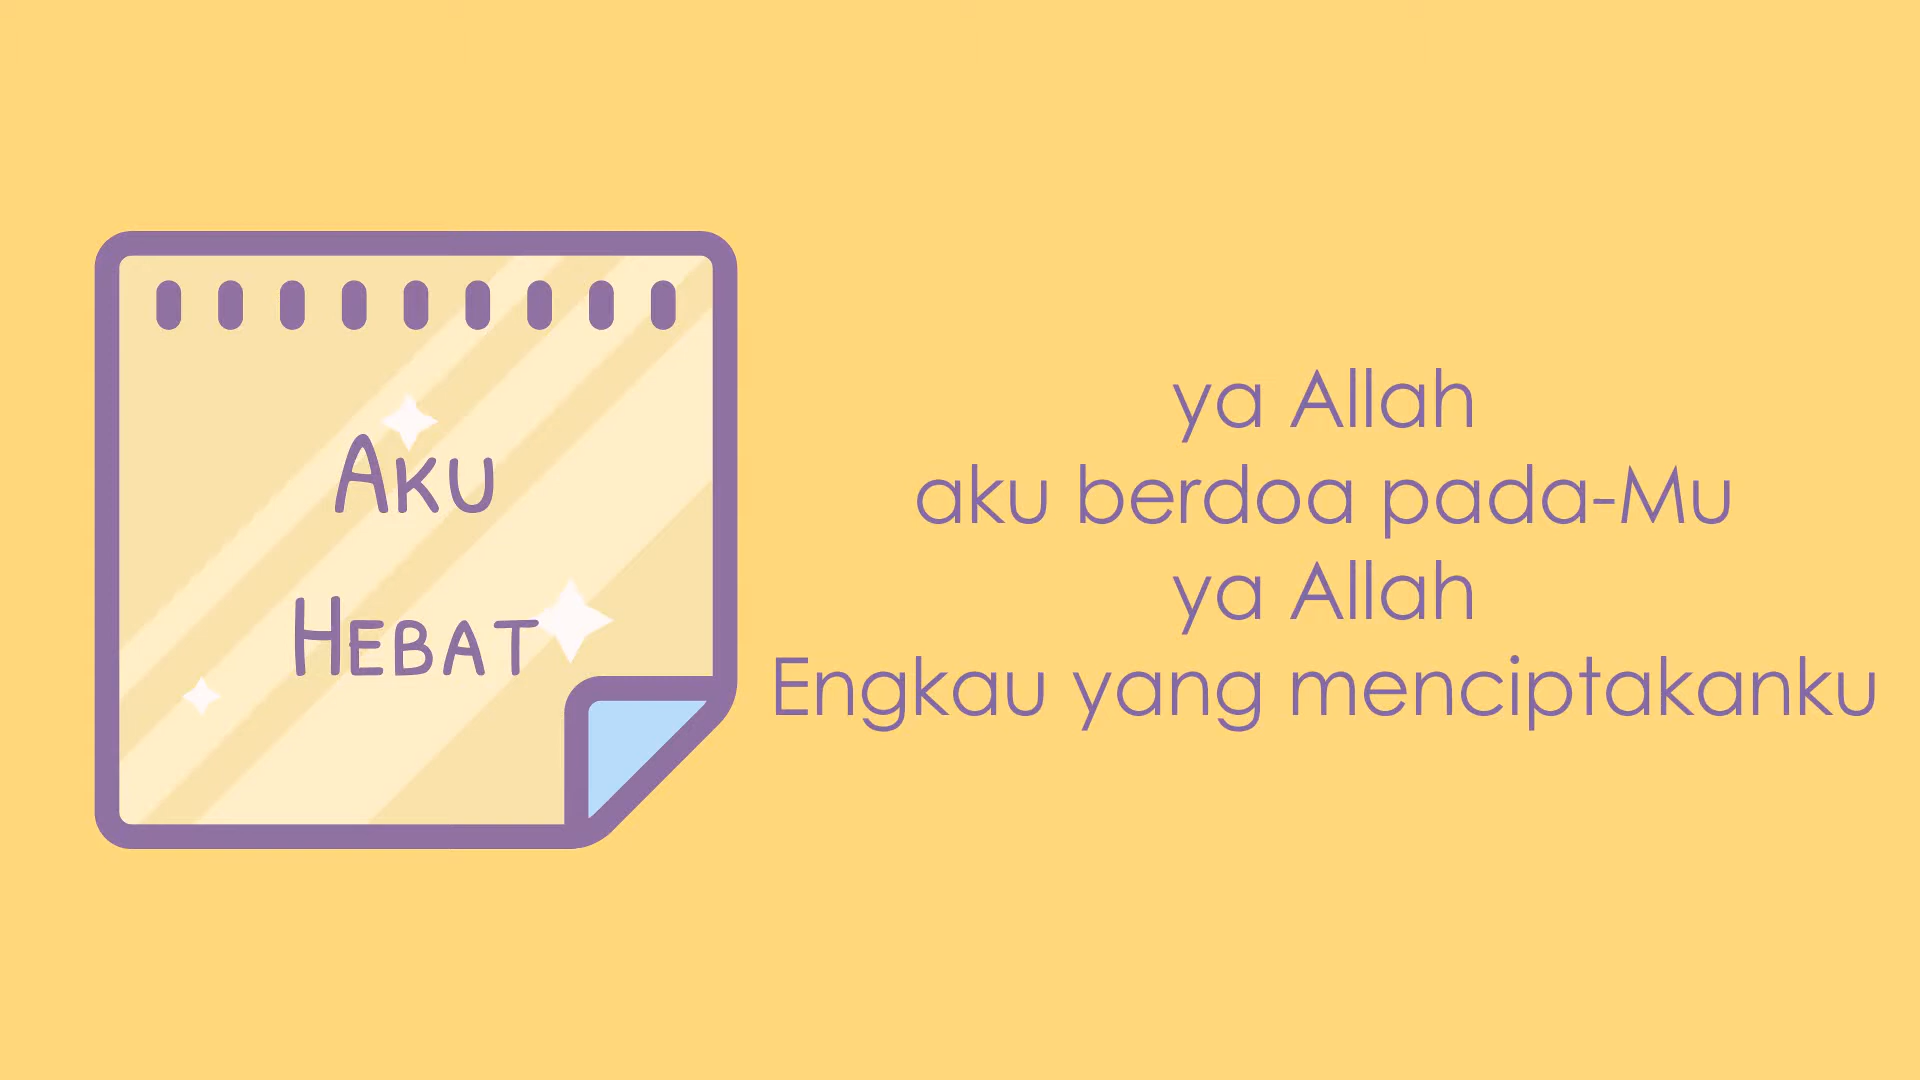 Aku
Hebat
ya Allah
aku berdoa pada-Mu
ya Allah
Engkau yang menciptakanku